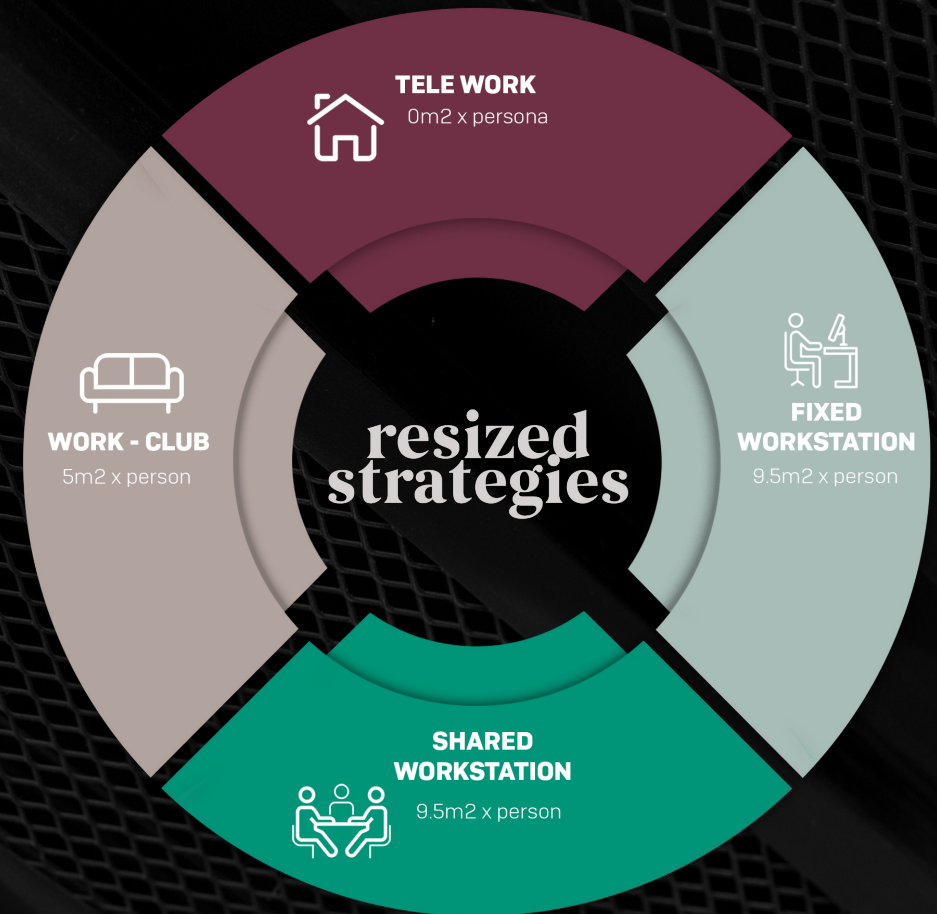 TELE WORK
0m2 x persona
WORK - CLUB
5m2 x person
resized
strategies
FIXED
WORKSTATION
9.5m2 x person
SHARED
WORKSTATION
9.5m2 x person